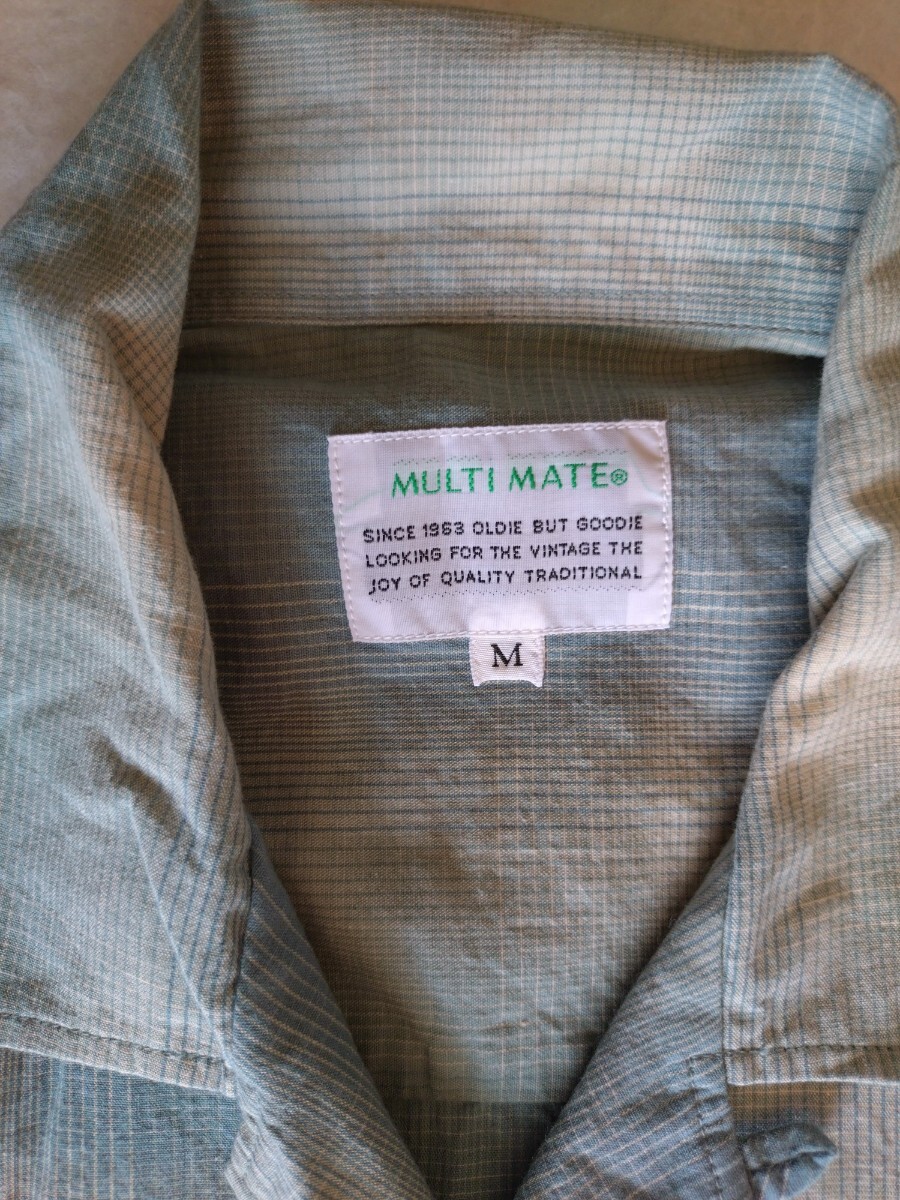 MULTI MATE®
SINCE 1963 OLDIE BUT GOODIE
LOOKING FOR THE VINTAGE THE
JOY OF QUALITY TRADITIONAL
M